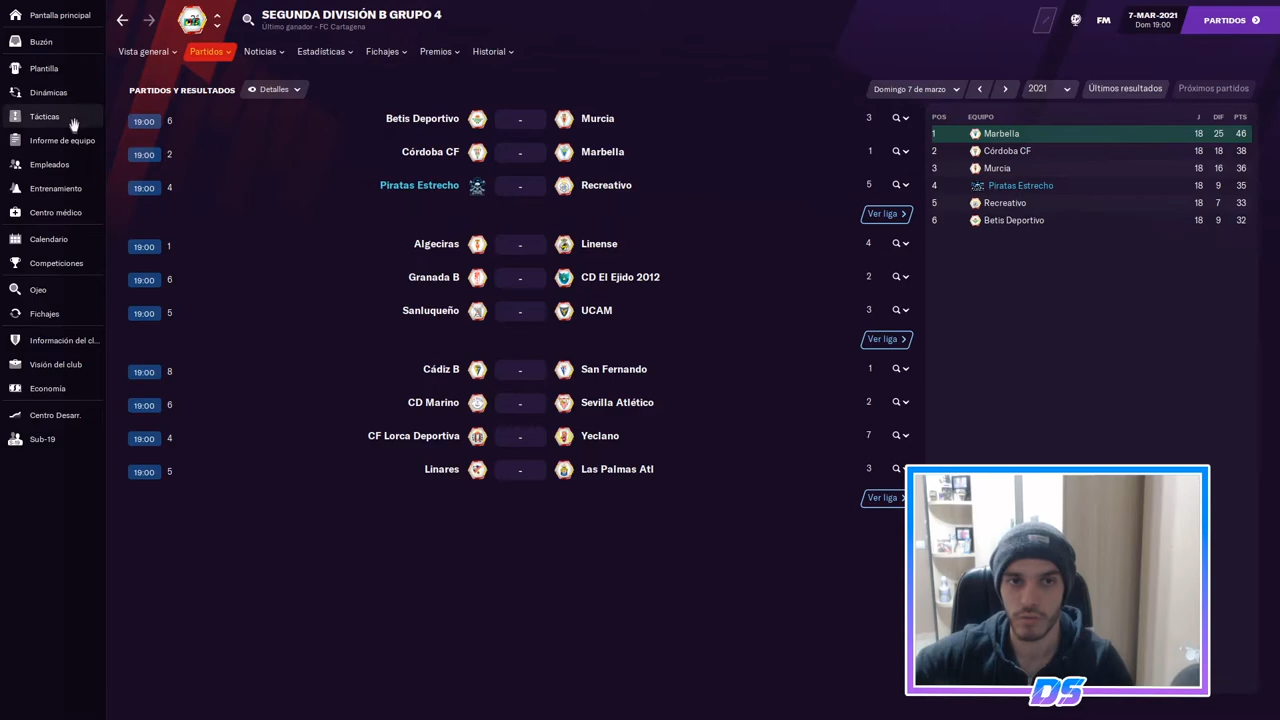 Pantalla principal
Buzón
Plantilla
Dinámicas
Tácticas
Informe de equipo
Empleados
Entrenamiento
Centro médico
Calendario
Competiciones
Ojeo
Fichajes
Información del cl...
Visión del club
Economía
Centro Desarr.
Sub-19
SEGUNDA DIVISIÓN B GRUPO 4
Último ganador - FC Cartagena
FM
7-MAR-2021
Dom 19:00
PARTIDOS
Vista general
Partidos
Noticias
Estadísticas
Fichajes
Premios
Historial
PARTIDOS Y RESULTADOS
Detalles
Domingo 7 de marzo
2021
Últimos resultados
Próximos partidos
19:00 6 Betis Deportivo - Murcia 3
19:00 2 Córdoba CF - Marbella 1
19:00 4 Piratas Estrecho - Recreativo 5
Ver liga
19:00 1 Algeciras - Linense 4
19:00 6 Granada B - CD El Ejido 2012 2
19:00 5 Sanluqueño - UCAM 3
Ver liga
19:00 8 Cádiz B - San Fernando 1
19:00 6 CD Marino - Sevilla Atlético 2
19:00 4 CF Lorca Deportiva - Yeclano 7
19:00 5 Linares - Las Palmas Atl 3
Ver liga
POS EQUIPO J DIF PTS
1 Marbella 18 25 46
2 Córdoba CF 18 18 38
3 Murcia 18 16 36
4 Piratas Estrecho 18 9 35
5 Recreativo 18 7 33
6 Betis Deportivo 18 9 32
DS